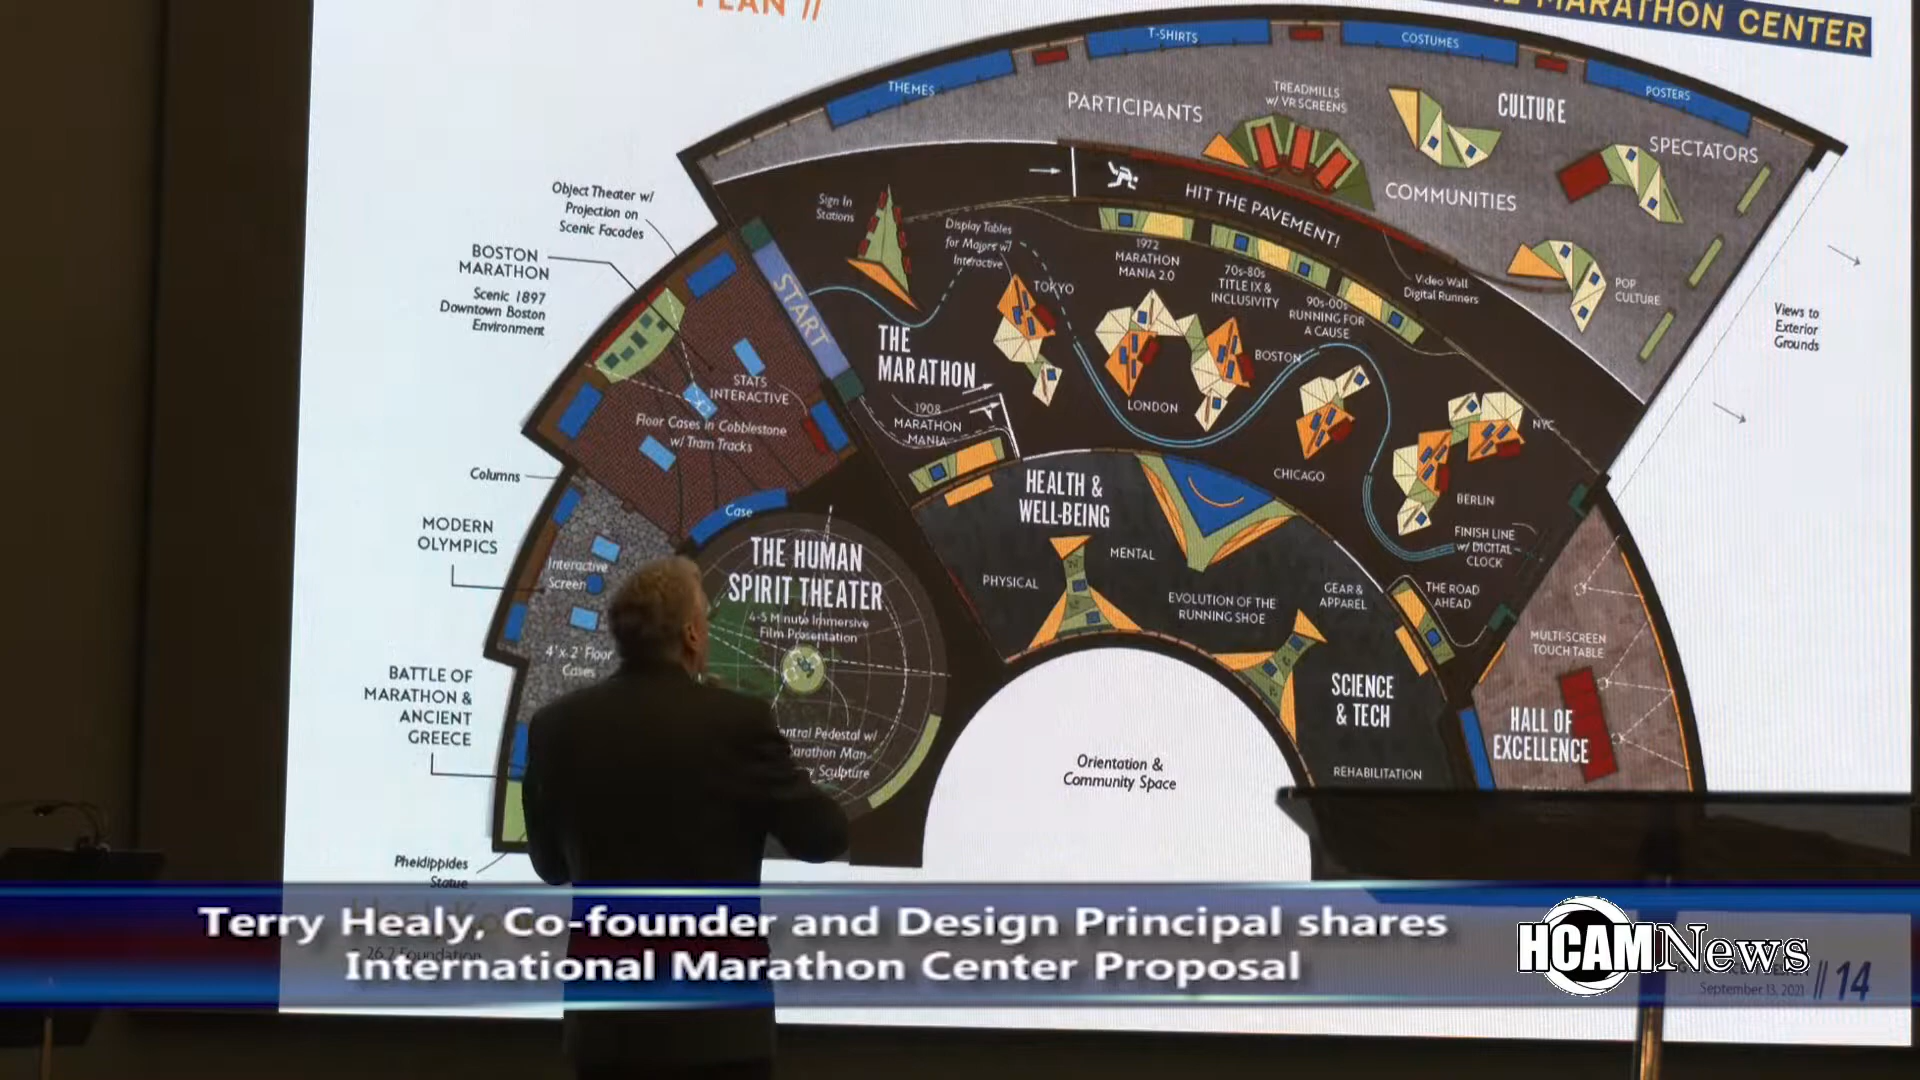 PLAN //
MARATHON CENTER
THEMES
T-SHIRTS
COSTUMES
POSTERS
PARTICIPANTS
TREADMILLS
W/ VR SCREENS
CULTURE
SPECTATORS
COMMUNITIES
POP
CULTURE
HIT THE PAVEMENT!
Object Theater w/
Projection on
Scenic Facades
BOSTON
MARATHON
Scenic 1897
Downtown Boston
Environment
Sign In
Stations
Display Tables
for Majors w/
Interactive
1972
MARATHON
MANIA 2.0
70s-80s
TITLE IX &
INCLUSIVITY
90s-00s
RUNNING FOR
A CAUSE
Video Wall
Digital Runners
Views to
Exterior
Grounds
START
THE
MARATHON
TOKYO
LONDON
BOSTON
CHICAGO
BERLIN
NYC
1908
MARATHON
MANIA
STATS
INTERACTIVE
Floor Cases in Cobblestone
w/ Tram Tracks
Columns
Case
MODERN
OLYMPICS
Interactive
Screen
4' x 2' Floor
Cases
THE HUMAN
SPIRIT THEATER
4-5 Minute Immersive
Film Presentation
Pedestal w/
Marathon Man
Sculpture
HEALTH &
WELL-BEING
MENTAL
PHYSICAL
EVOLUTION OF THE
RUNNING SHOE
GEAR &
APPAREL
FINISH LINE
w/ DIGITAL
CLOCK
THE ROAD
AHEAD
SCIENCE
& TECH
REHABILITATION
MULTI-SCREEN
TOUCH TABLE
HALL OF
EXCELLENCE
BATTLE OF
MARATHON &
ANCIENT
GREECE
Orientation &
Community Space
Pheidippides
Statue
Terry Healy, Co-founder and Design Principal shares
International Marathon Center Proposal
HCAM News
26.2 Foundation
September 13, 2021 // 14